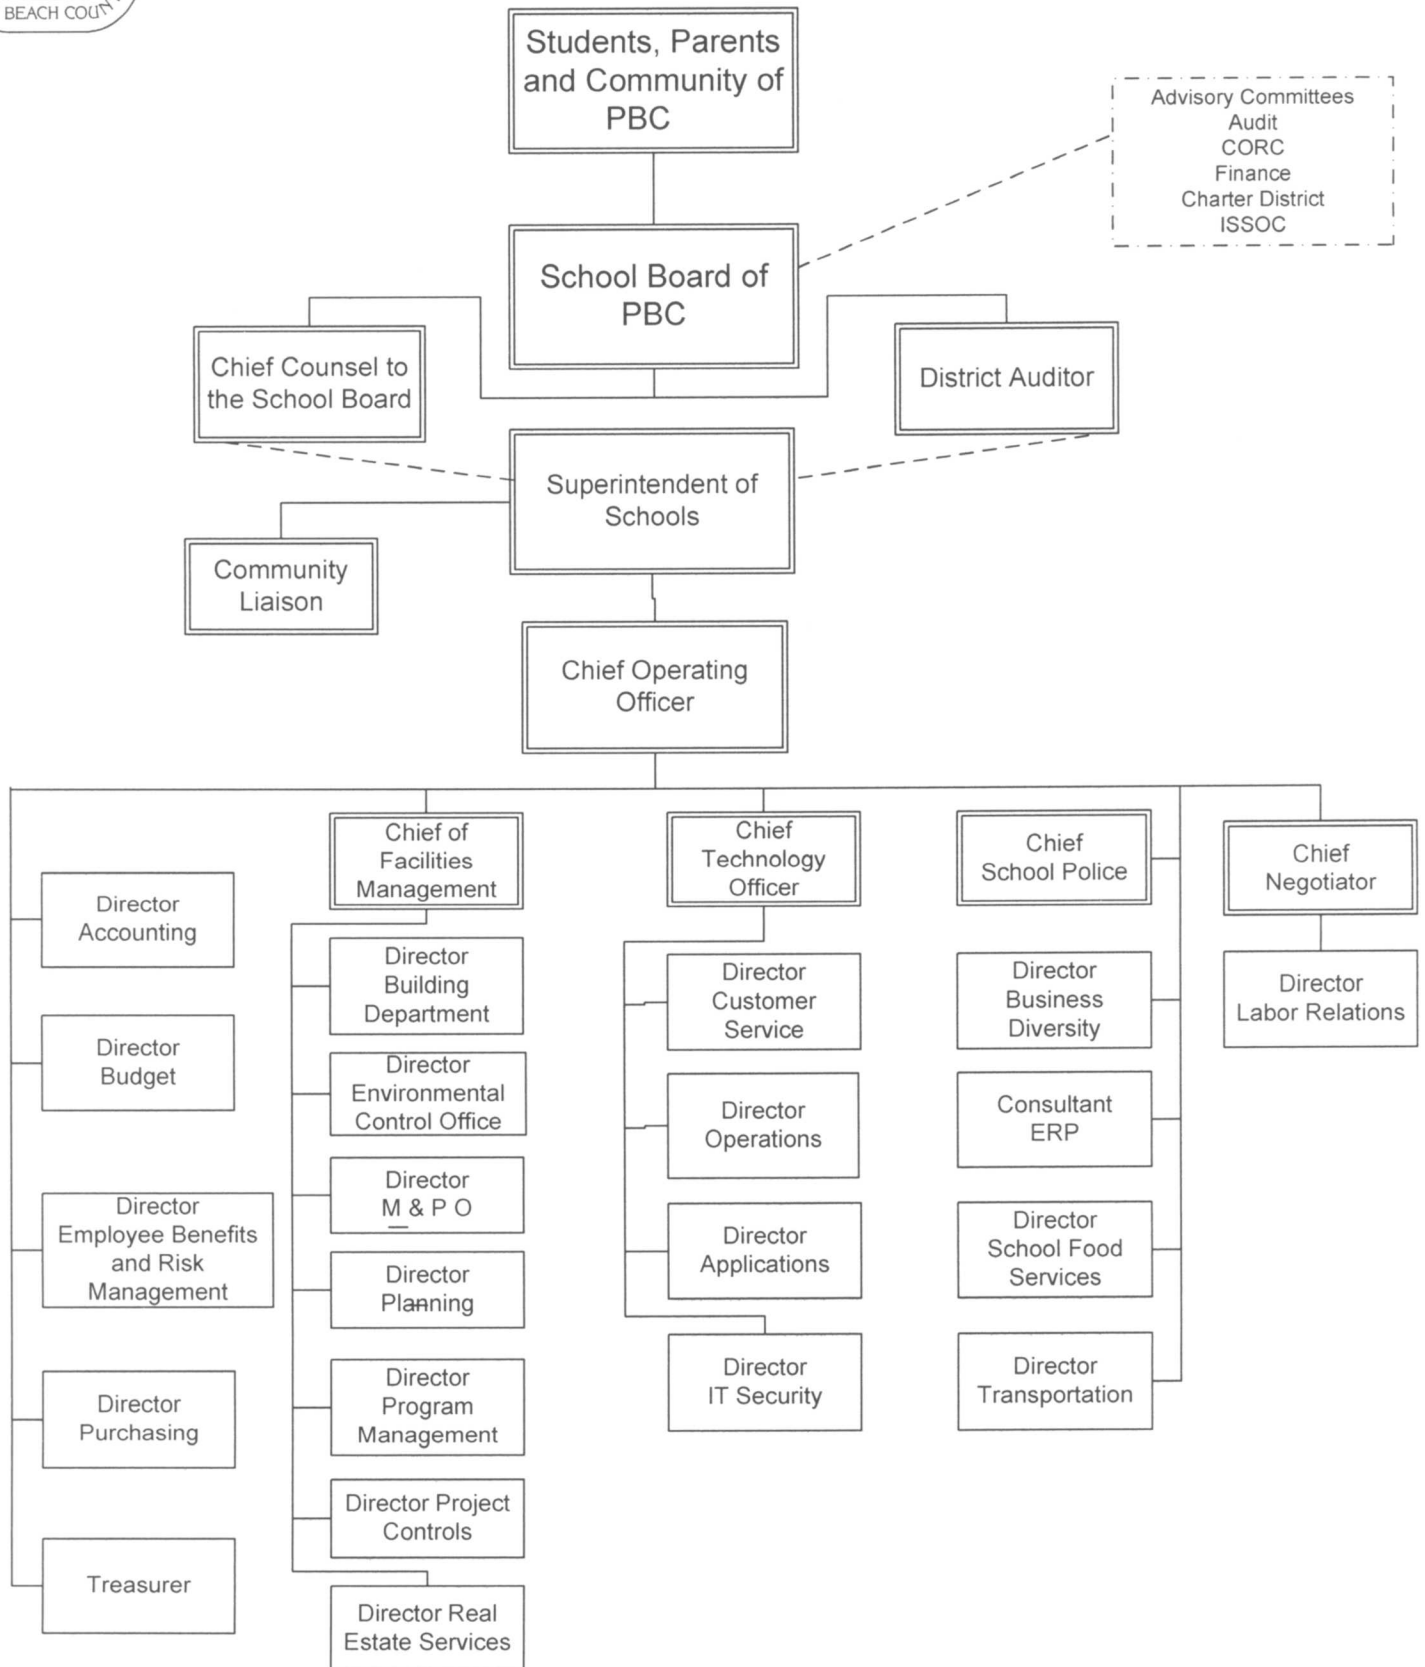 BEACH COUNT
Students, Parents
and Community of
PBC
Advisory Committees
Audit
CORC
Finance
Charter District
ISSOC
School Board of
PBC
Chief Counsel to
the School Board
District Auditor
Superintendent of
Schools
Community
Liaison
Chief Operating
Officer
Chief of
Facilities
Management
Chief
Technology
Officer
Chief
School Police
Chief
Negotiator
Director
Accounting
Director
Building
Department
Director
Customer
Service
Director
Business
Diversity
Director
Labor Relations
Director
Budget
Director
Environmental
Control Office
Director
Operations
Consultant
ERP
Director
Employee Benefits
and Risk
Management
Director
M & P O
Director
Applications
Director
School Food
Services
Director
Planning
Director
Purchasing
Director
Program
Management
Director
IT Security
Director
Transportation
Director Project
Controls
Treasurer
Director Real
Estate Services